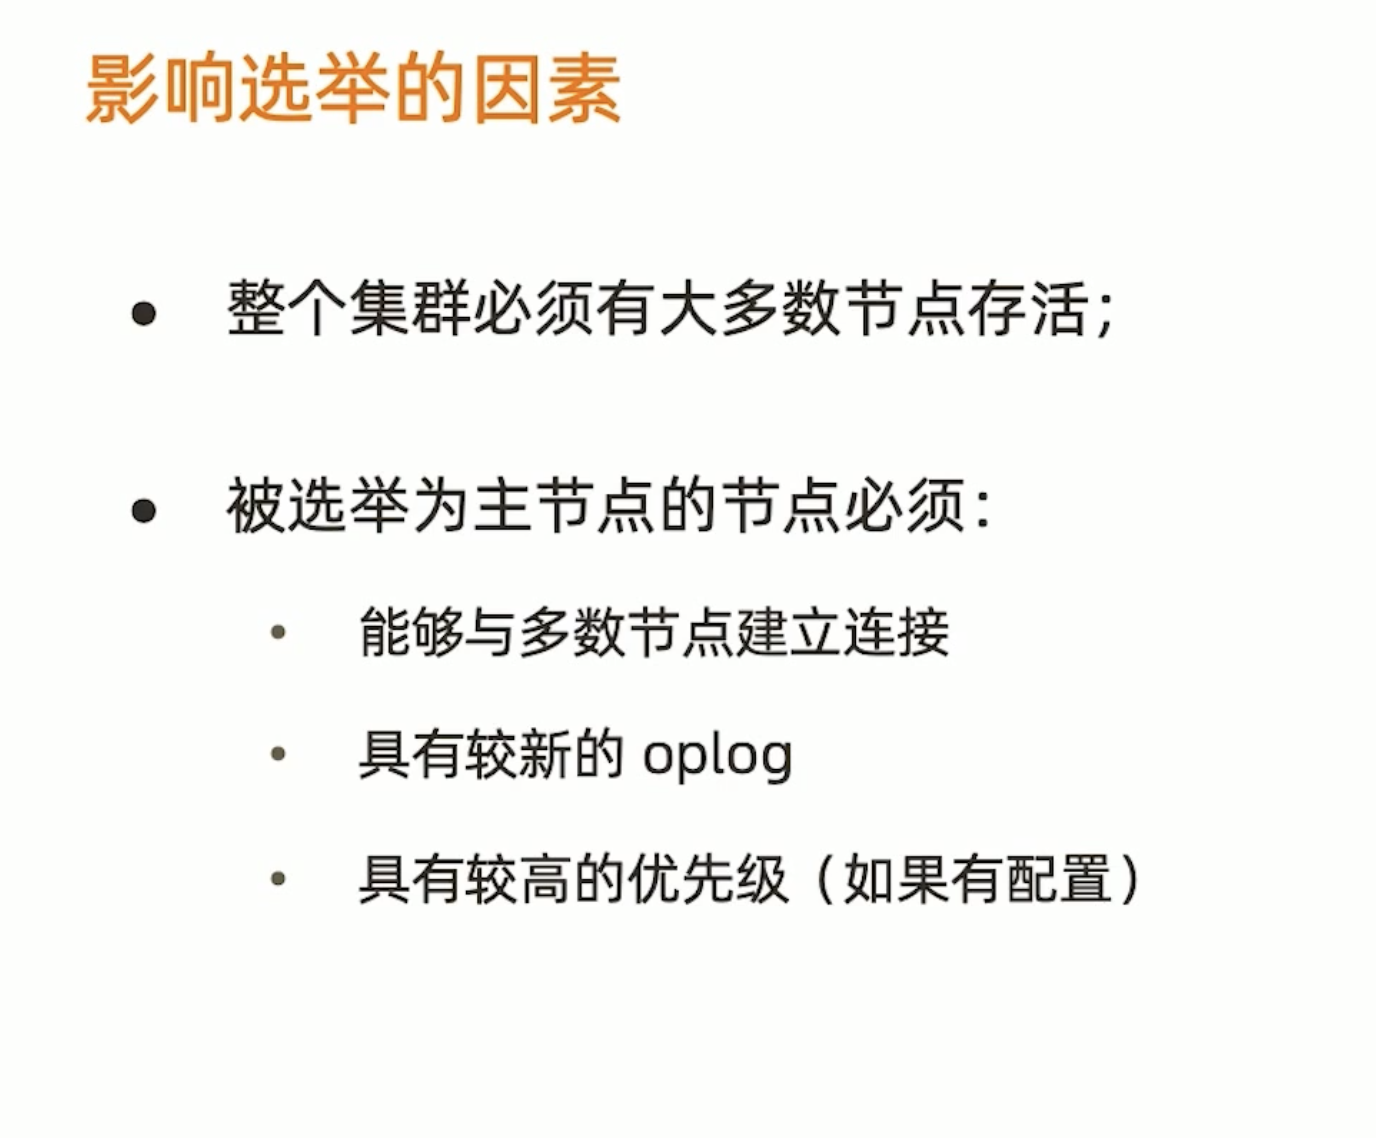 影响选举的因素
● 整个集群必须有大多数节点存活；
● 被选举为主节点的节点必须：
• 能够与多数节点建立连接
• 具有较新的 oplog
• 具有较高的优先级（如果有配置）